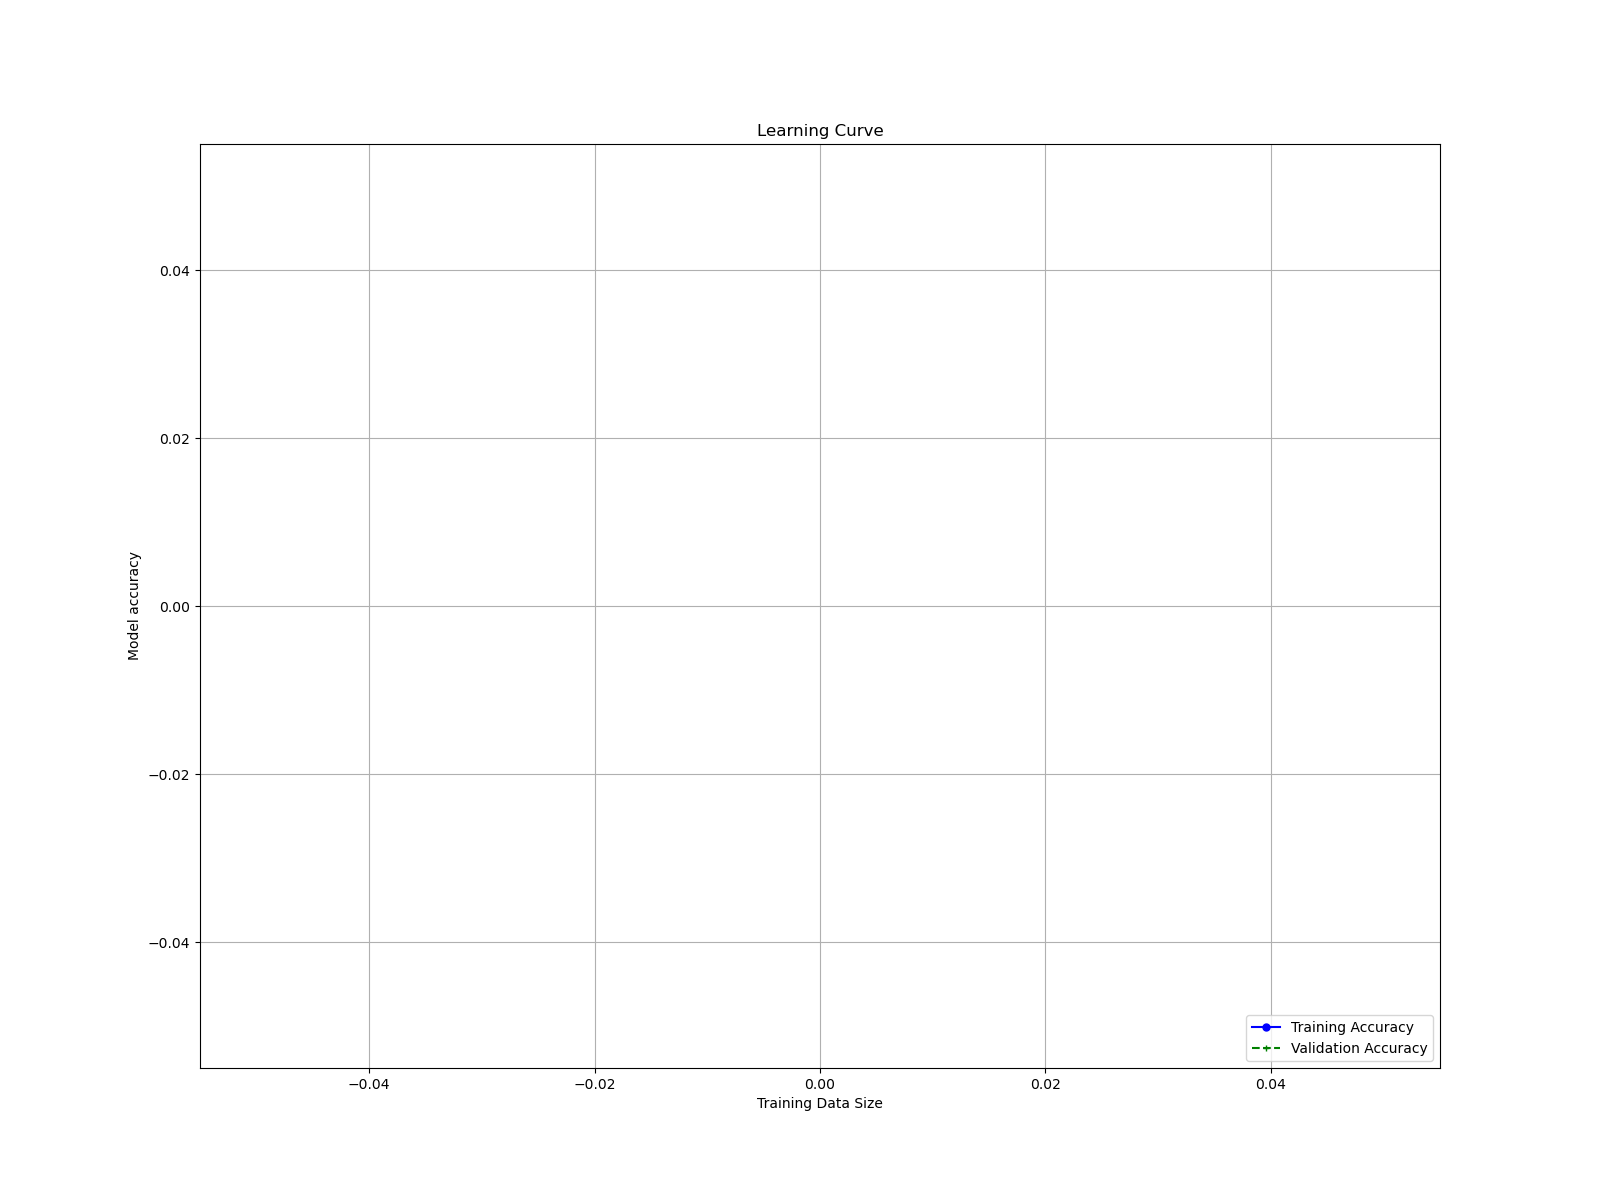 Learning Curve
0.04
0.02
0.00
−0.02
−0.04
Model accuracy
Training Accuracy
Validation Accuracy
−0.04 −0.02 0.00 0.02 0.04
Training Data Size